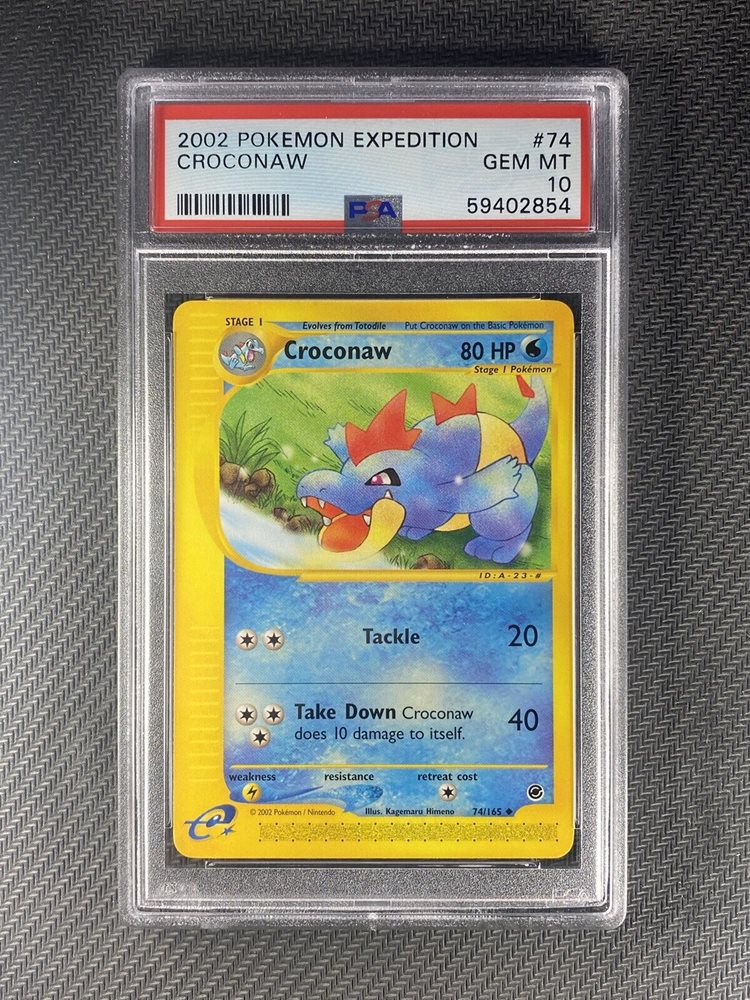 2002 POKEMON EXPEDITION #74
CROCONAW GEM MT
10
PSA 59402854
STAGE 1 Evolves from Totodile Put Croconaw on the Basic Pokémon
Croconaw 80 HP
Stage 1 Pokémon
ID:A-23-#
Tackle 20
Take Down Croconaw
does 10 damage to itself. 40
weakness resistance retreat cost
© 2002 Pokémon / Nintendo Illus. Kagemaru Himeno 74/165
e